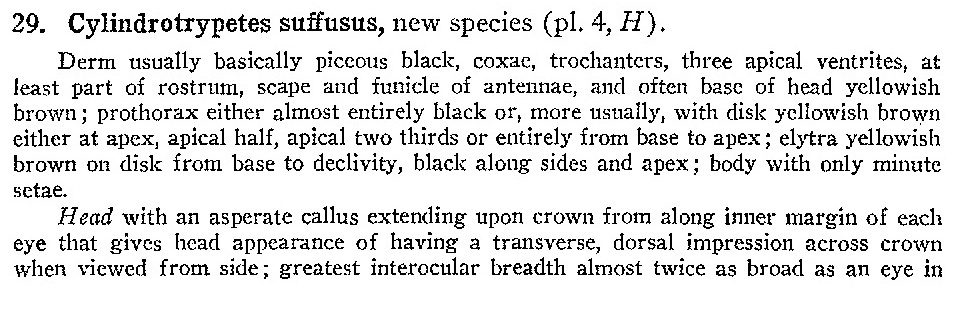 29. Cylindrotrypetes suffusus, new species (pl. 4, H).
Derm usually basically piceous black, coxae, trochanters, three apical ventrites, at
least part of rostrum, scape and funicle of antennae, and often base of head yellowish
brown; prothorax either almost entirely black or, more usually, with disk yellowish brown
either at apex, apical half, apical two thirds or entirely from base to apex; elytra yellowish
brown on disk from base to declivity, black along sides and apex; body with only minute
setae.
Head with an asperate callus extending upon crown from along inner margin of each
eye that gives head appearance of having a transverse, dorsal impression across crown
when viewed from side; greatest interocular breadth almost twice as broad as an eye in